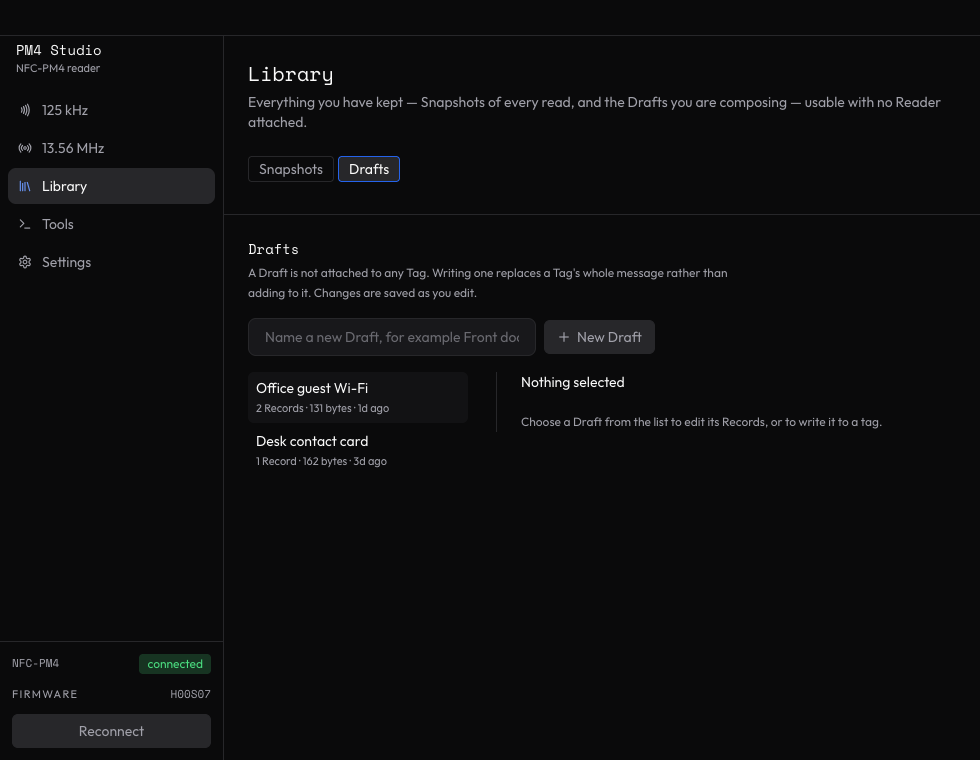 PM4 Studio
NFC-PM4 reader
125 kHz
13.56 MHz
Library
Tools
Settings
NFC-PM4
connected
FIRMWARE
H00S07
Reconnect
Library
Everything you have kept — Snapshots of every read, and the Drafts you are composing — usable with no Reader
attached.
Snapshots
Drafts
Drafts
A Draft is not attached to any Tag. Writing one replaces a Tag's whole message rather than
adding to it. Changes are saved as you edit.
Name a new Draft, for example Front doo
New Draft
Office guest Wi-Fi
2 Records · 131 bytes · 1d ago
Desk contact card
1 Record · 162 bytes · 3d ago
Nothing selected
Choose a Draft from the list to edit its Records, or to write it to a tag.